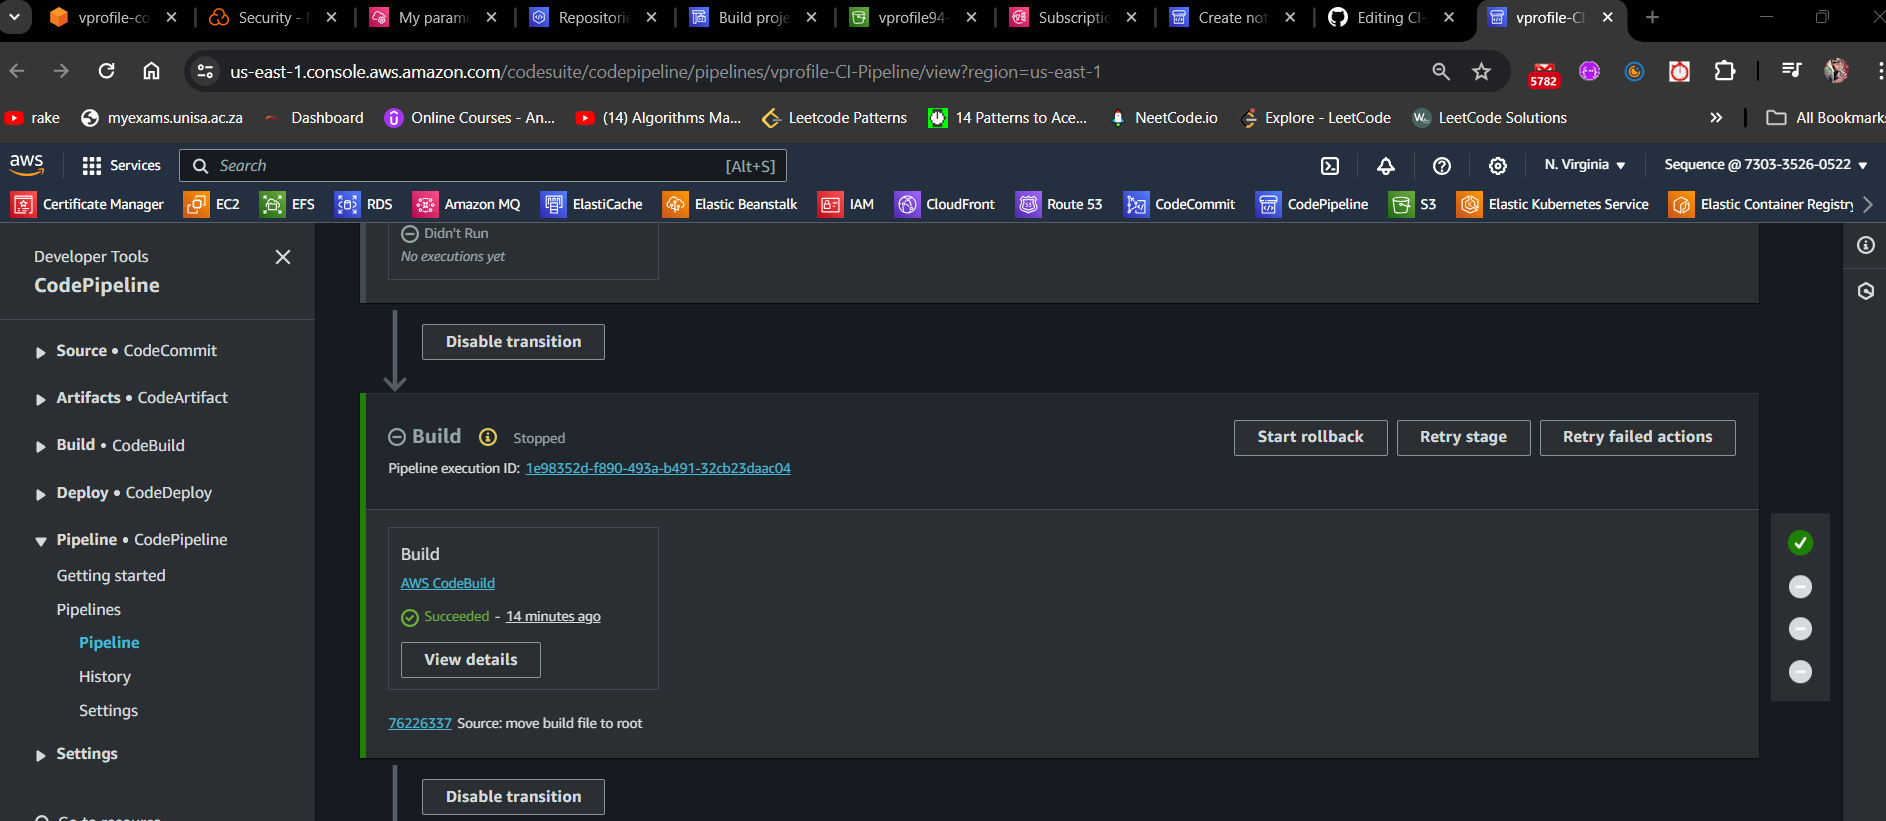 vprofile-co
Security -
My parame
Repositorie
Build proje
vprofile94-
Subscriptio
Create not
Editing CI-
vprofile-CI
us-east-1.console.aws.amazon.com/codesuite/codepipeline/pipelines/vprofile-CI-Pipeline/view?region=us-east-1
5782
rake
myexams.unisa.ac.za
Dashboard
Online Courses - An...
(14) Algorithms Ma...
Leetcode Patterns
14 Patterns to Ace...
NeetCode.io
Explore - LeetCode
LeetCode Solutions
»
All Bookmarks
aws
Services
Search
[Alt+S]
N. Virginia
Sequence @ 7303-3526-0522
Certificate Manager
EC2
EFS
RDS
Amazon MQ
ElastiCache
Elastic Beanstalk
IAM
CloudFront
Route 53
CodeCommit
CodePipeline
S3
Elastic Kubernetes Service
Elastic Container Registry
Developer Tools
CodePipeline
Source • CodeCommit
Artifacts • CodeArtifact
Build • CodeBuild
Deploy • CodeDeploy
Pipeline • CodePipeline
Getting started
Pipelines
Pipeline
History
Settings
Settings
Go to resource
Didn't Run
No executions yet
Disable transition
Build
Stopped
Start rollback
Retry stage
Retry failed actions
Pipeline execution ID: 1e98352d-f890-493a-b491-32cb23daac04
Build
AWS CodeBuild
Succeeded - 14 minutes ago
View details
76226337 Source: move build file to root
Disable transition